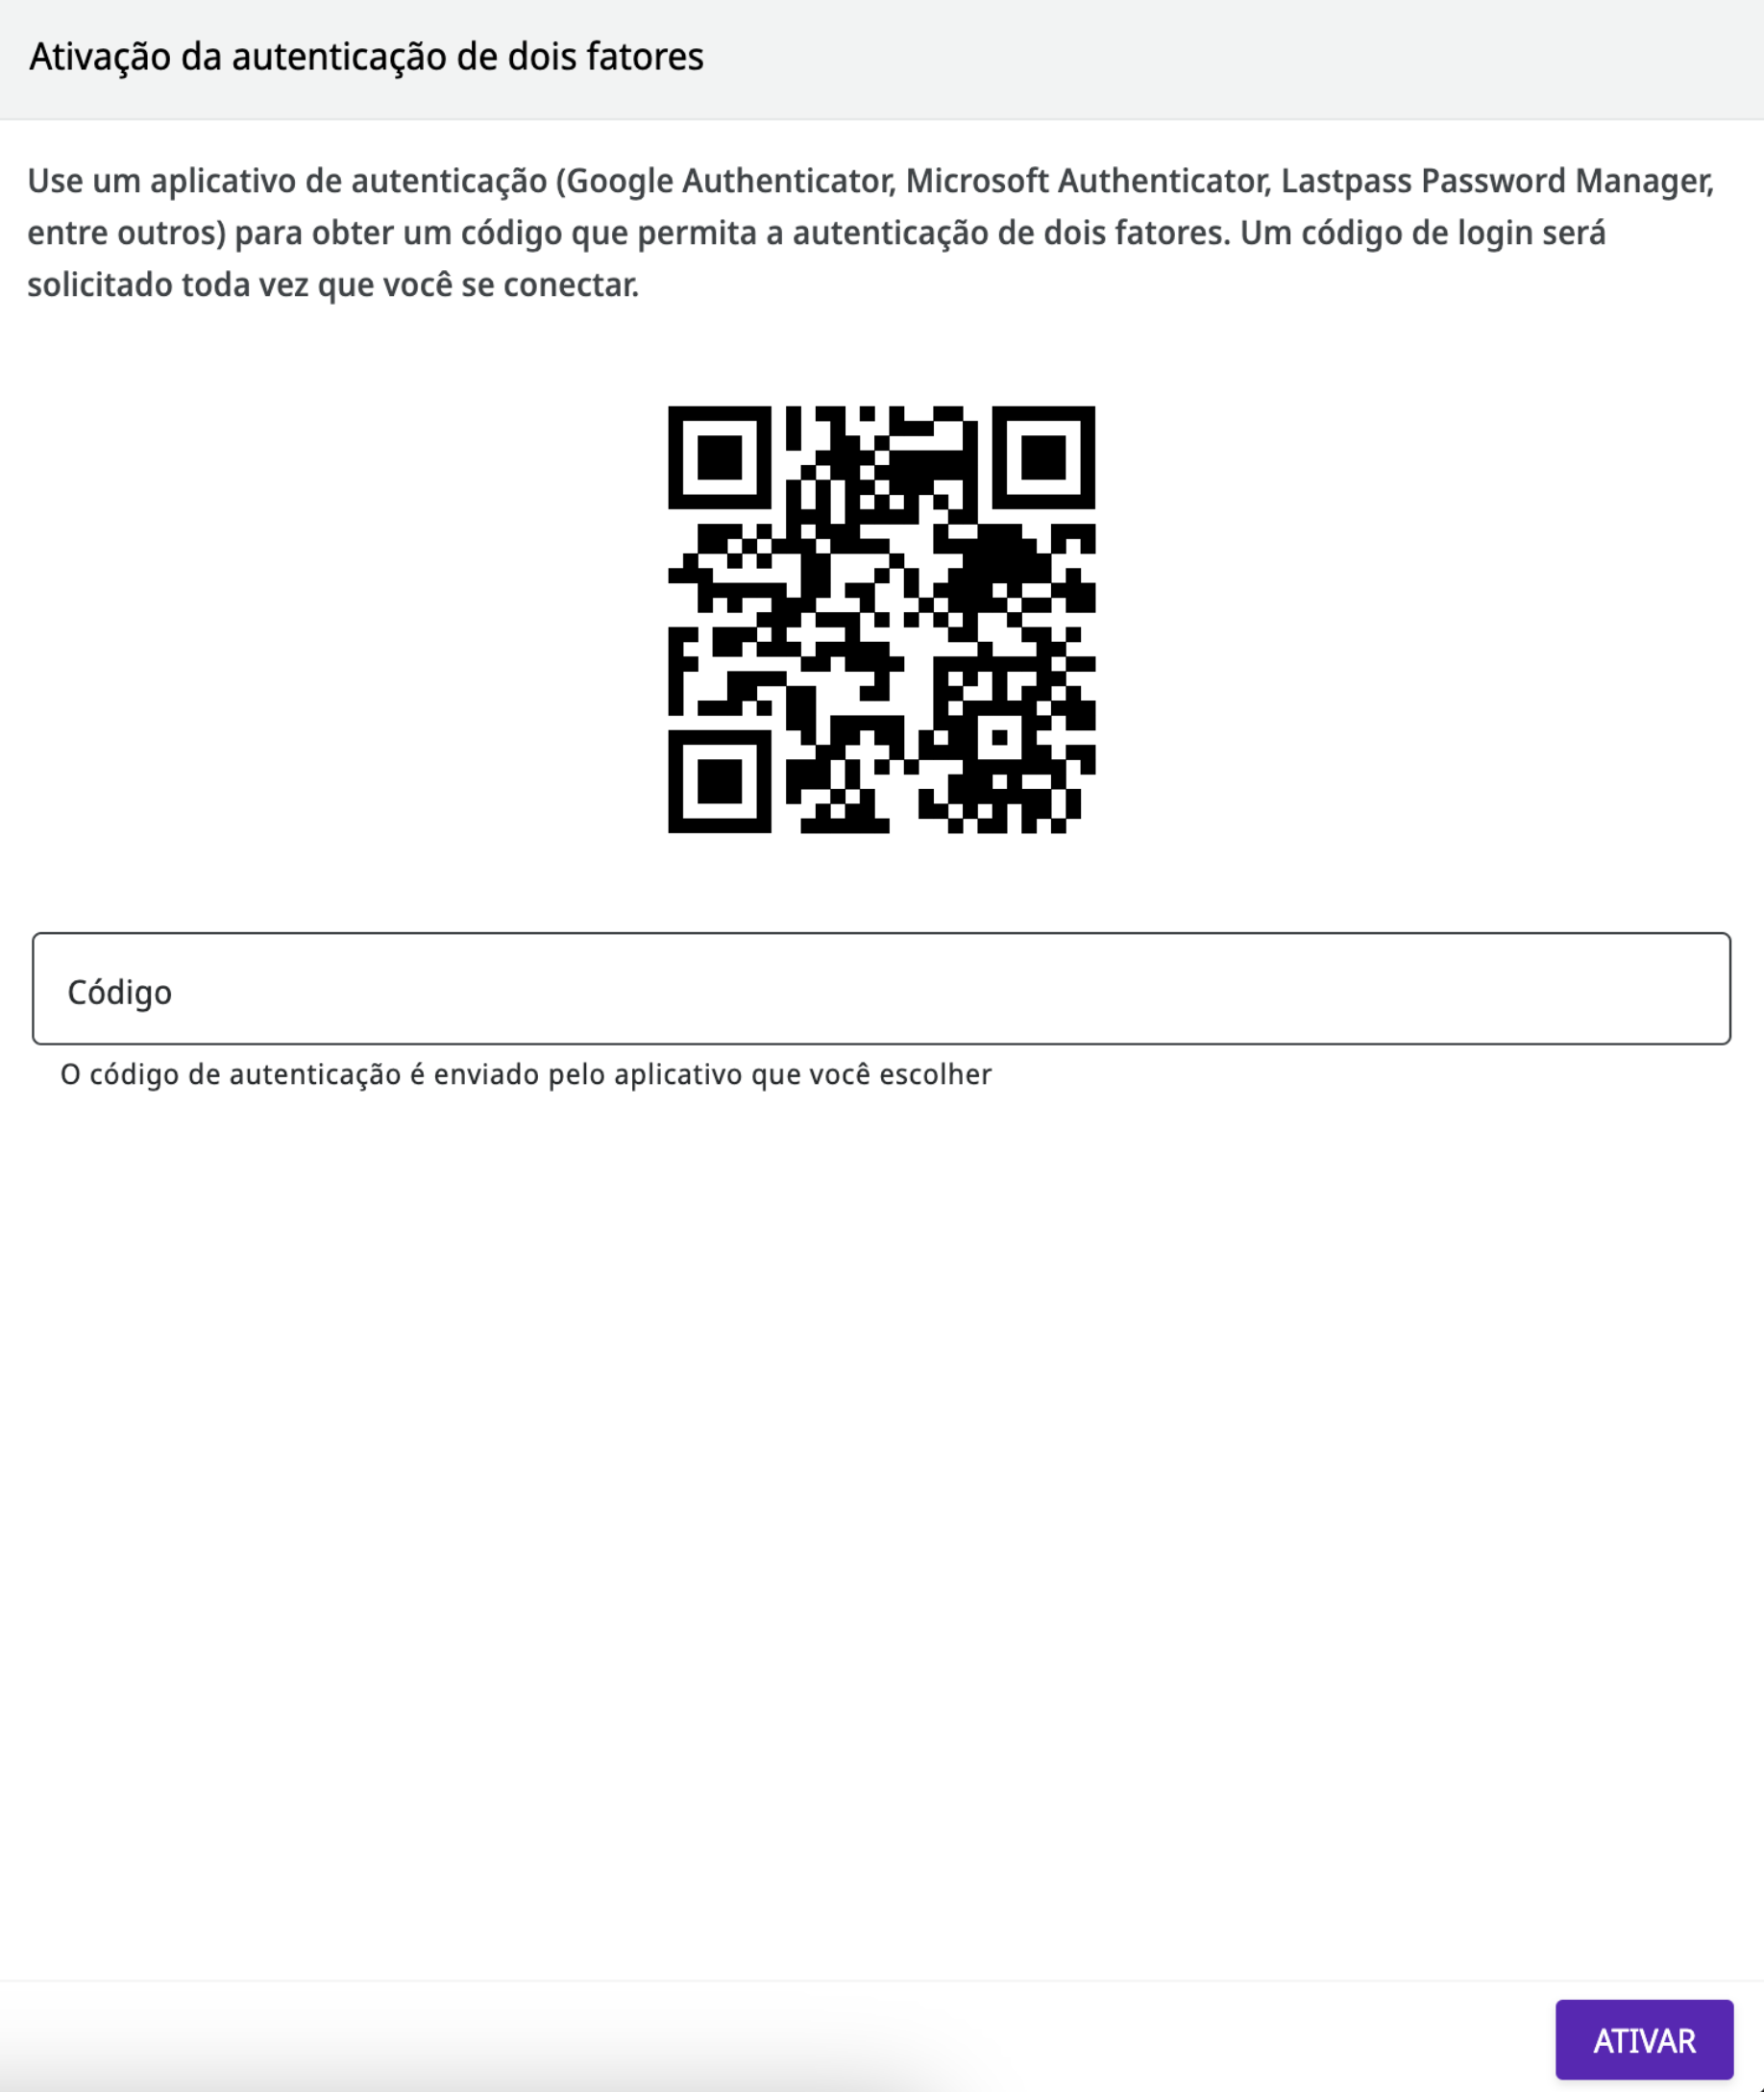 Ativação da autenticação de dois fatores
Use um aplicativo de autenticação (Google Authenticator, Microsoft Authenticator, Lastpass Password Manager,
entre outros) para obter um código que permita a autenticação de dois fatores. Um código de login será
solicitado toda vez que você se conectar.
Código
O código de autenticação é enviado pelo aplicativo que você escolher
ATIVAR